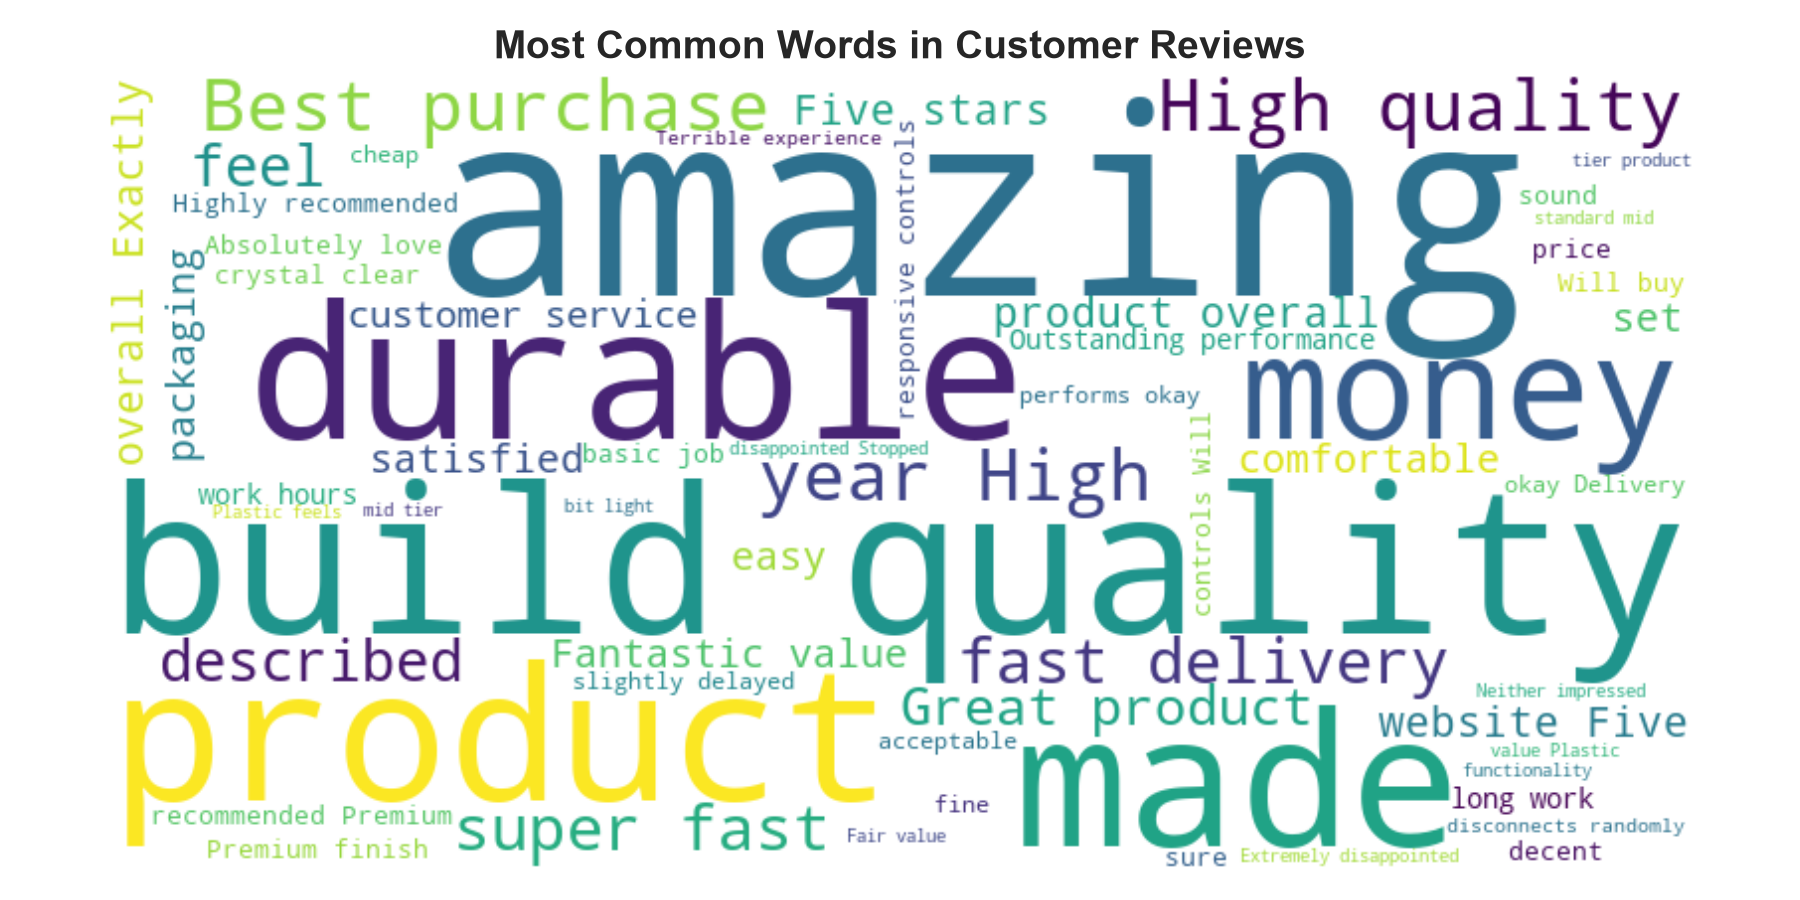 Most Common Words in Customer Reviews
overall Exactly
Best purchase
Five stars
High quality
Terrible experience
feel
cheap
amazing
tier product
Highly recommended
responsive controls
sound
standard mid
packaging
Absolutely love
price
crystal clear
Will buy
durable
customer service
product overall
set
Outstanding performance
money
performs okay
satisfied
basic job
disappointed Stopped
year High
controls Will
comfortable
work hours
Plastic feels
mid tier
bit light
okay Delivery
build quality
easy
described
Fantastic value
fast delivery
slightly delayed
Neither impressed
product
Great product
website Five
acceptable
made
value Plastic
functionality
recommended Premium
super fast
fine
long work
Premium finish
Fair value
disconnects randomly
sure
Extremely disappointed
decent